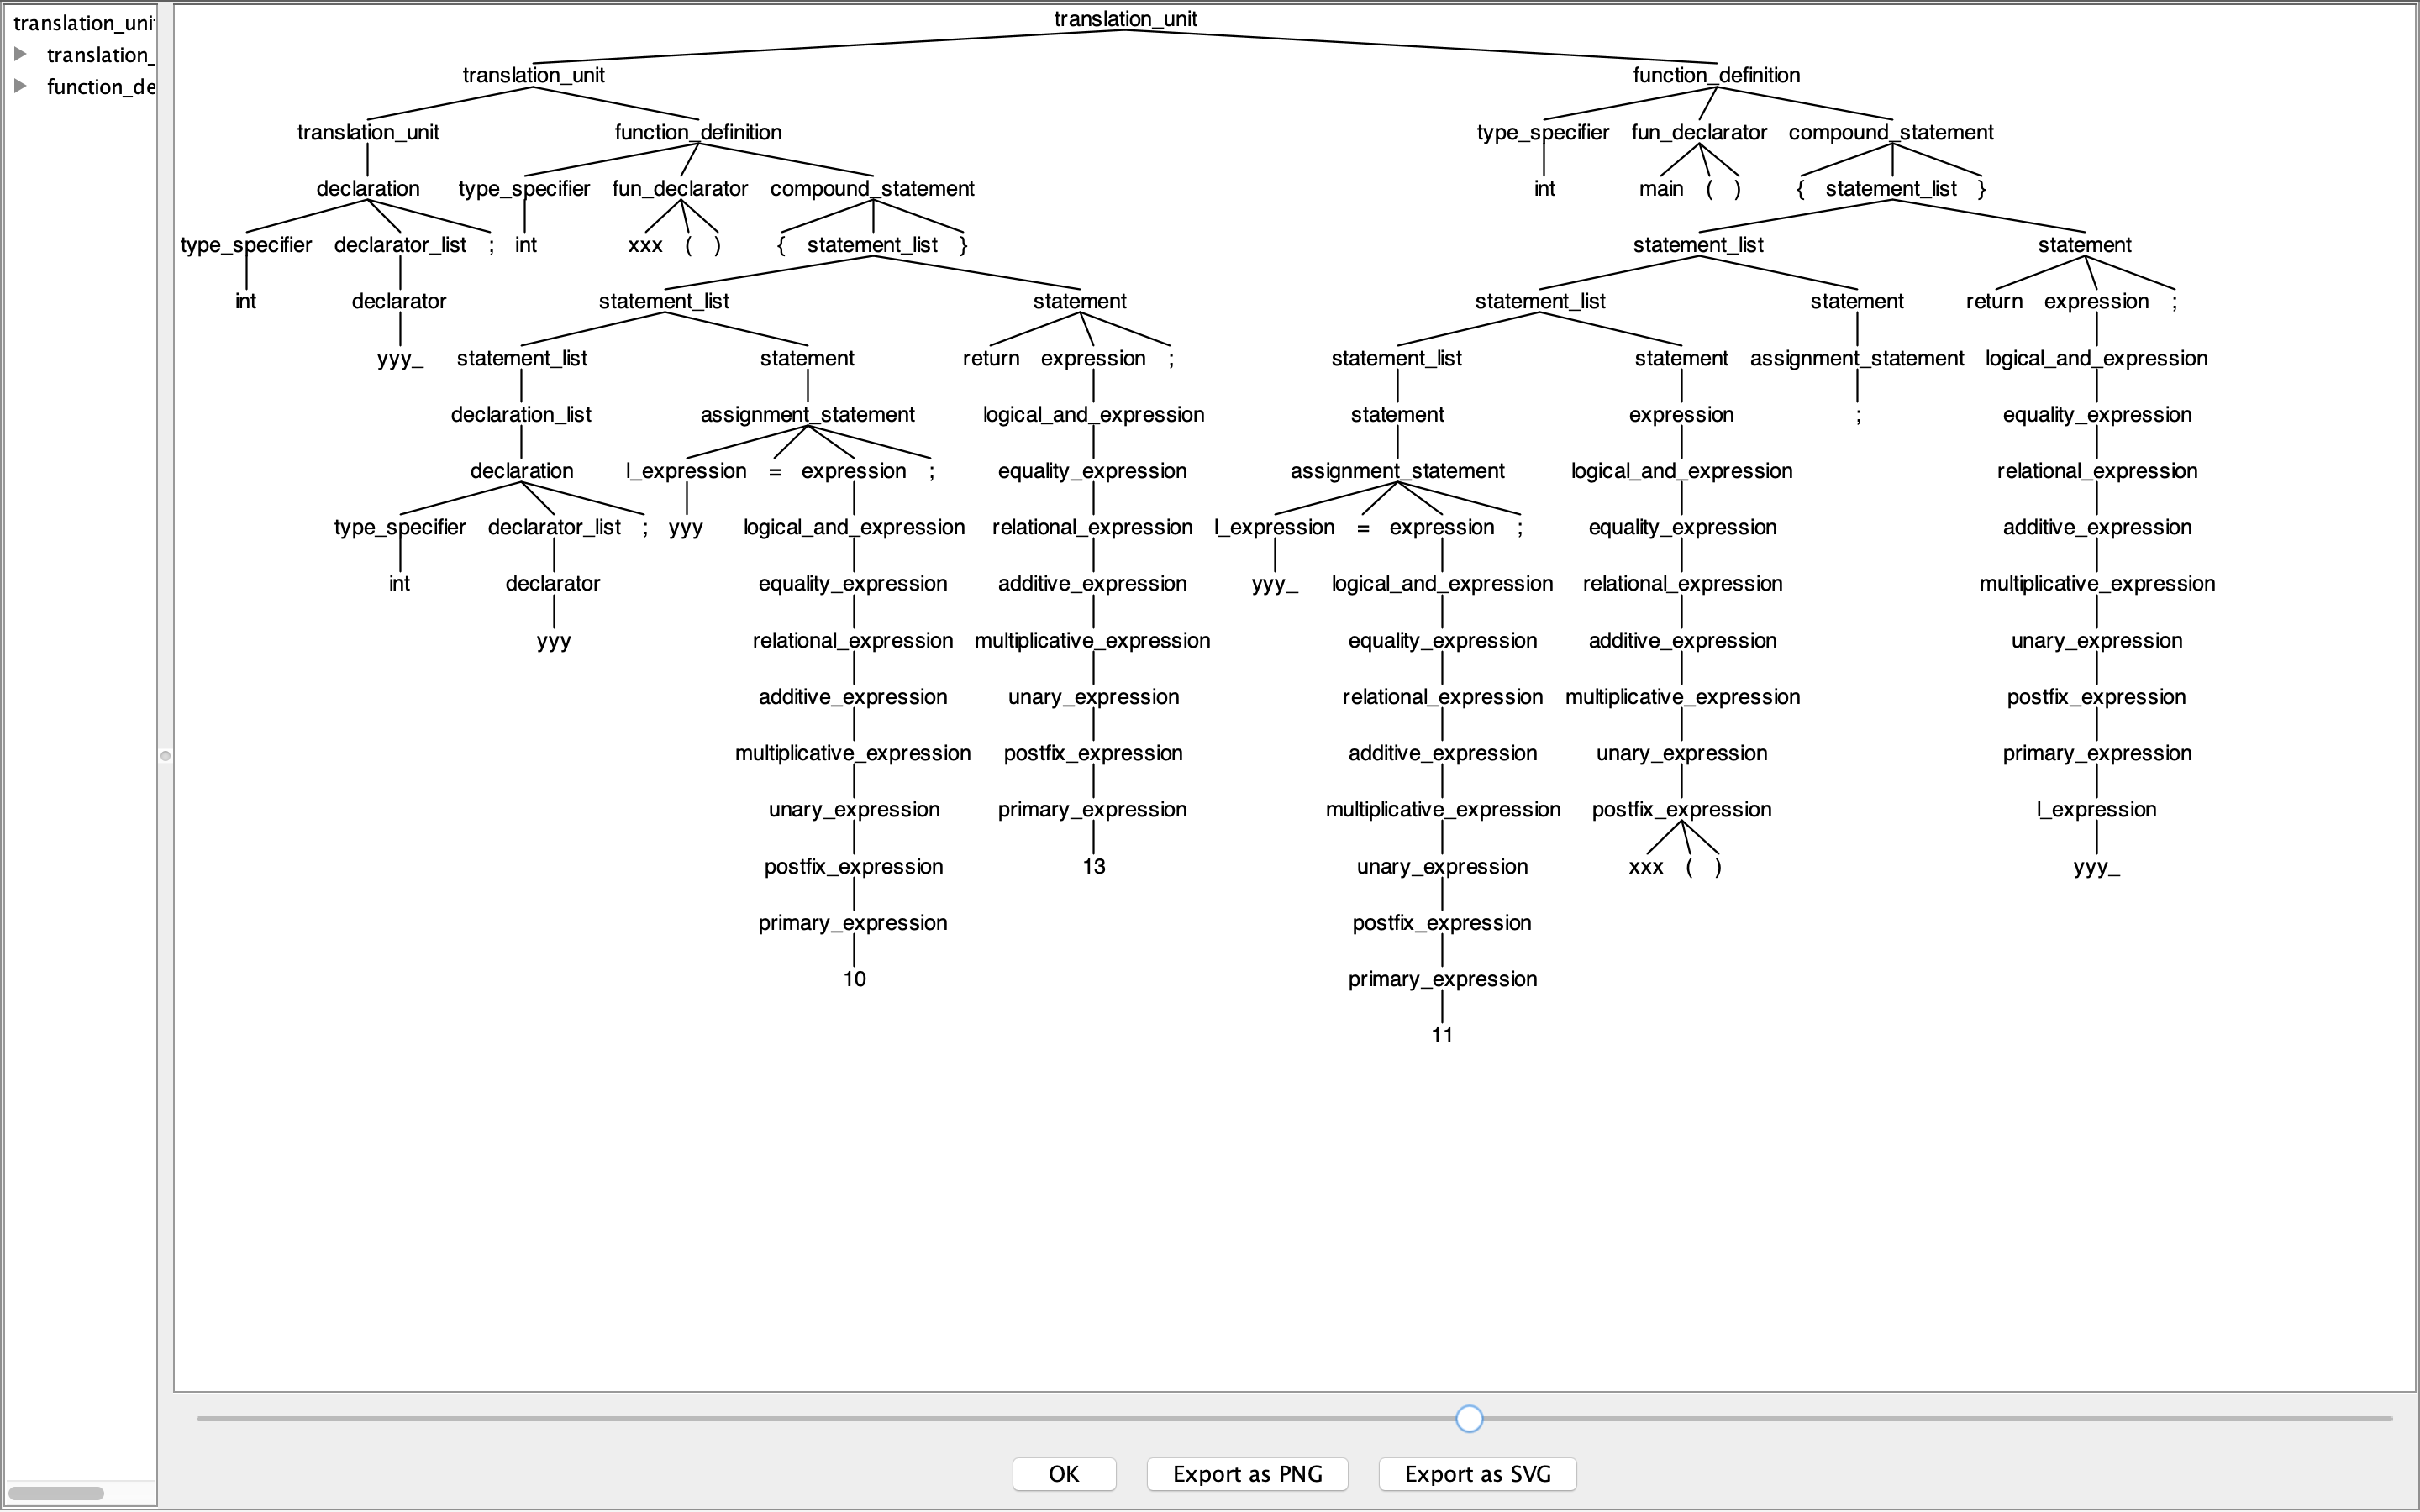 translation_uni
translation_
function_de
translation_unit
translation_unit function_definition
translation_unit function_definition type_specifier fun_declarator compound_statement
declaration type_specifier fun_declarator compound_statement int main ( ) { statement_list }
type_specifier declarator_list ; int xxx ( ) { statement_list } statement_list statement
int declarator statement_list statement statement_list statement return expression ;
yyy_ statement_list statement return expression ; statement_list statement assignment_statement logical_and_expression
declaration_list assignment_statement logical_and_expression statement expression ; equality_expression
declaration l_expression = expression ; equality_expression assignment_statement logical_and_expression relational_expression
type_specifier declarator_list ; yyy logical_and_expression relational_expression l_expression = expression ; equality_expression additive_expression
int declarator equality_expression additive_expression yyy_ logical_and_expression relational_expression multiplicative_expression
yyy relational_expression multiplicative_expression equality_expression additive_expression unary_expression
additive_expression unary_expression relational_expression multiplicative_expression postfix_expression
multiplicative_expression postfix_expression additive_expression unary_expression primary_expression
unary_expression primary_expression multiplicative_expression postfix_expression l_expression
postfix_expression 13 unary_expression xxx ( ) yyy_
primary_expression postfix_expression
10 primary_expression
11
OK Export as PNG Export as SVG